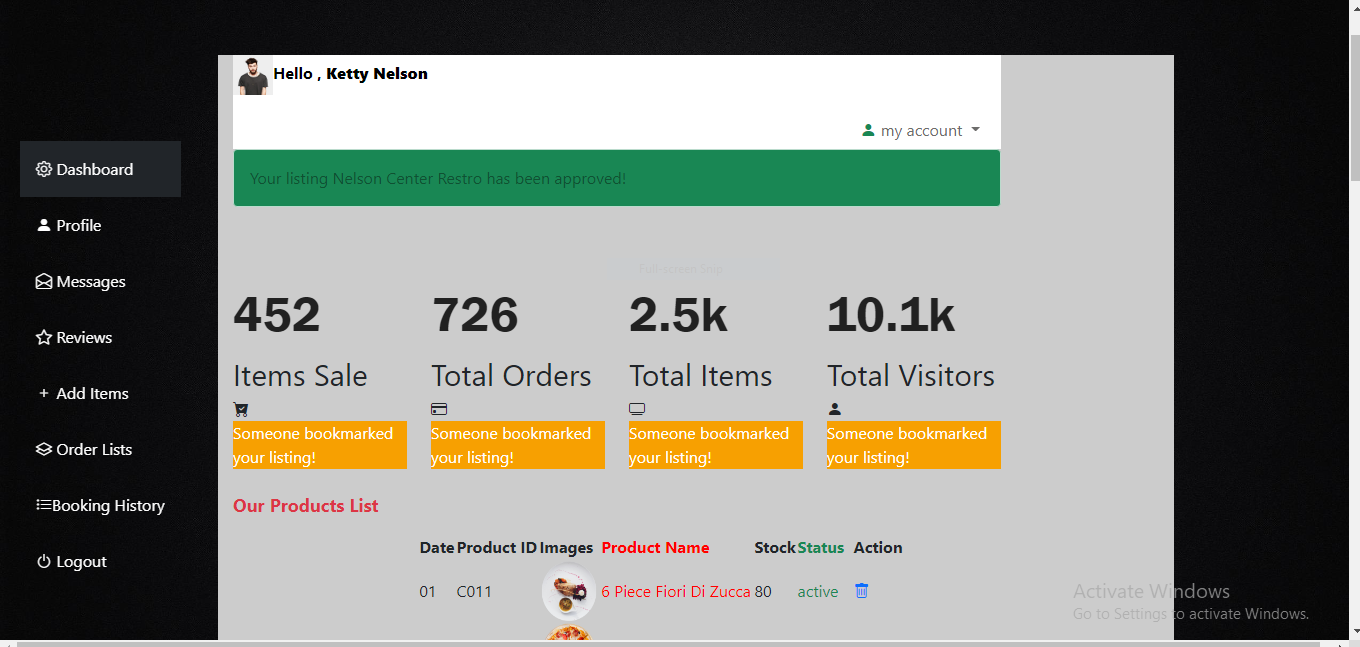 Hello , Ketty Nelson
my account
Your listing Nelson Center Restro has been approved!
Dashboard
Profile
Messages
Reviews
Add Items
Order Lists
Booking History
Logout
Full-screen Snip
452 726 2.5k 10.1k
Items Sale Total Orders Total Items Total Visitors
Someone bookmarked Someone bookmarked Someone bookmarked Someone bookmarked
your listing! your listing! your listing! your listing!
Our Products List
Date Product ID Images Product Name Stock Status Action
01 C011 6 Piece Fiori Di Zucca 80 active
Activate Windows
Go to Settings to activate Windows.